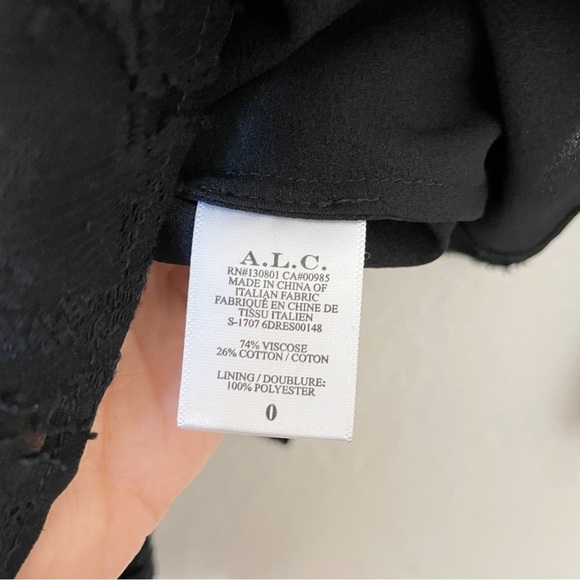 A.L.C.
RN#130801 CA#00985
MADE IN CHINA OF
ITALIAN FABRIC
FABRIQUÉ EN CHINE DE
TISSU ITALIEN
S-1707 6DRES00148
74% VISCOSE
26% COTTON / COTON
LINING / DOUBLURE:
100% POLYESTER
0